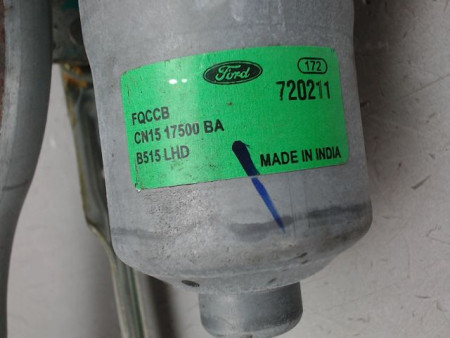 Ford
172
720211
FQCCB
CN15 17500 BA
B515 LHD
MADE IN INDIA